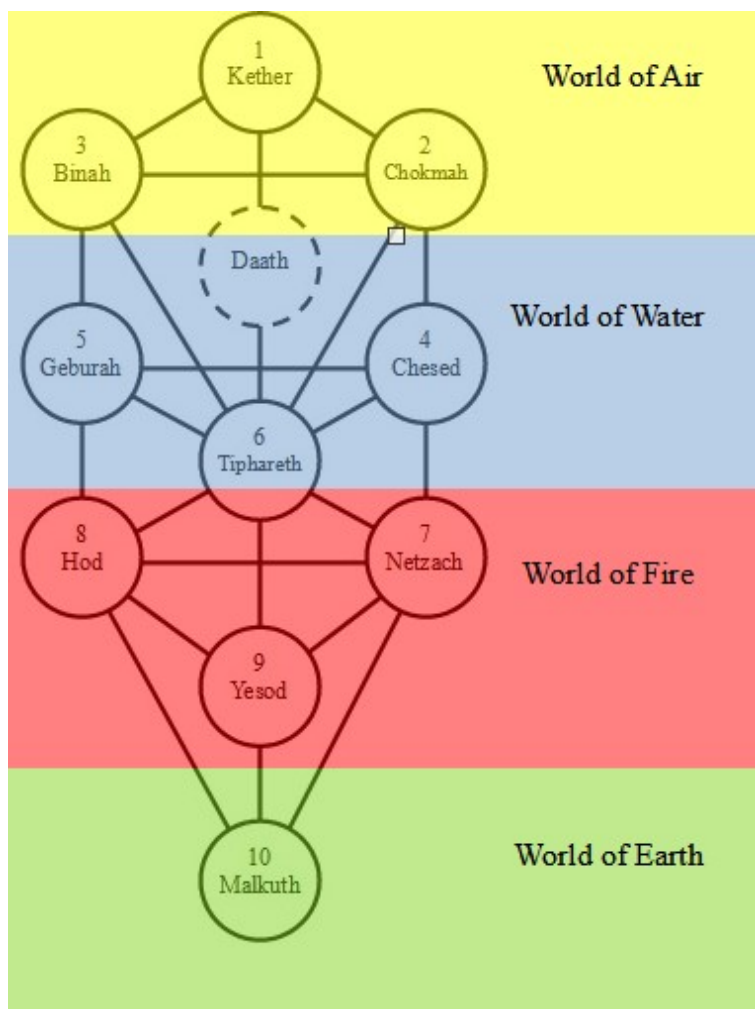 1
Kether
World of Air
3
Binah
2
Chokmah
Daath
World of Water
5
Geburah
4
Chesed
6
Tiphareth
8
Hod
7
Netzach
World of Fire
9
Yesod
10
Malkuth
World of Earth